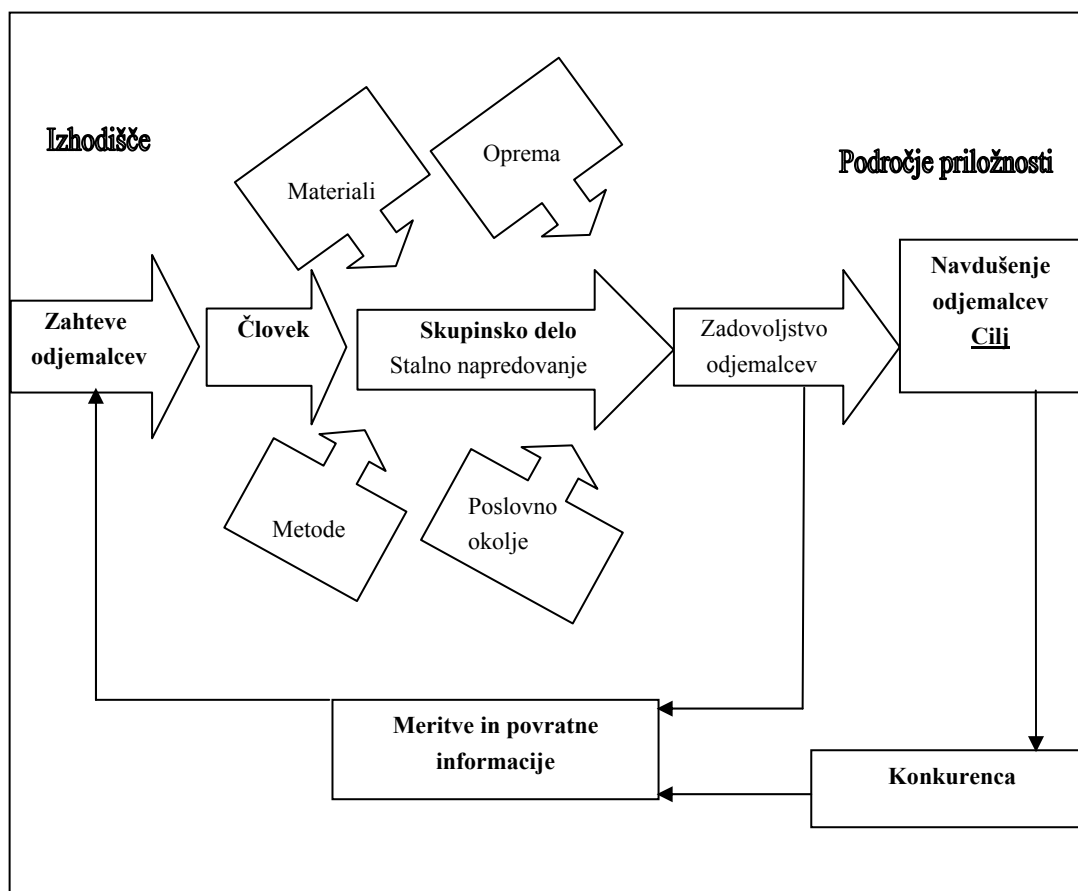 Izhodišče
Področje priložnosti
Materiali
Oprema
Zahteve
odjemalcev
Človek
Skupinsko delo
Stalno napredovanje
Zadovoljstvo
odjemalcev
Navdušenje
odjemalcev
Cilj
Metode
Poslovno
okolje
Meritve in povratne
informacije
Konkurenca